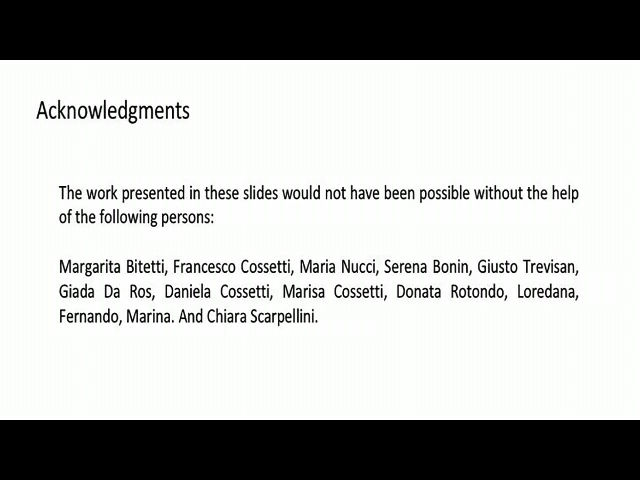 Acknowledgments
The work presented in these slides would not have been possible without the help
of the following persons:
Margarita Bitetti, Francesco Cossetti, Maria Nucci, Serena Bonin, Giusto Trevisan,
Giada Da Ros, Daniela Cossetti, Marisa Cossetti, Donata Rotondo, Loredana,
Fernando, Marina. And Chiara Scarpellini.